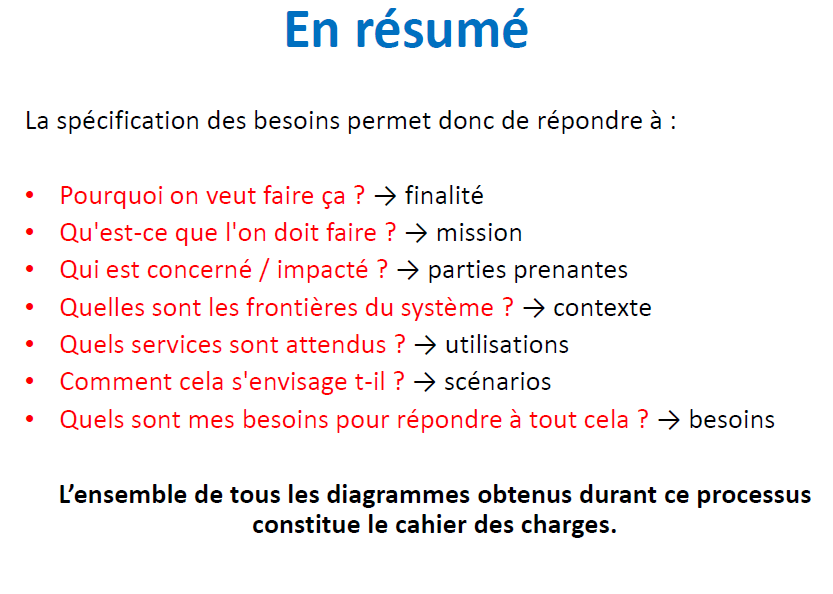 En résumé
La spécification des besoins permet donc de répondre à :
• Pourquoi on veut faire ça ? → finalité
• Qu'est-ce que l'on doit faire ? → mission
• Qui est concerné / impacté ? → parties prenantes
• Quelles sont les frontières du système ? → contexte
• Quels services sont attendus ? → utilisations
• Comment cela s'envisage t-il ? → scénarios
• Quels sont mes besoins pour répondre à tout cela ? → besoins
L’ensemble de tous les diagrammes obtenus durant ce processus
constitue le cahier des charges.